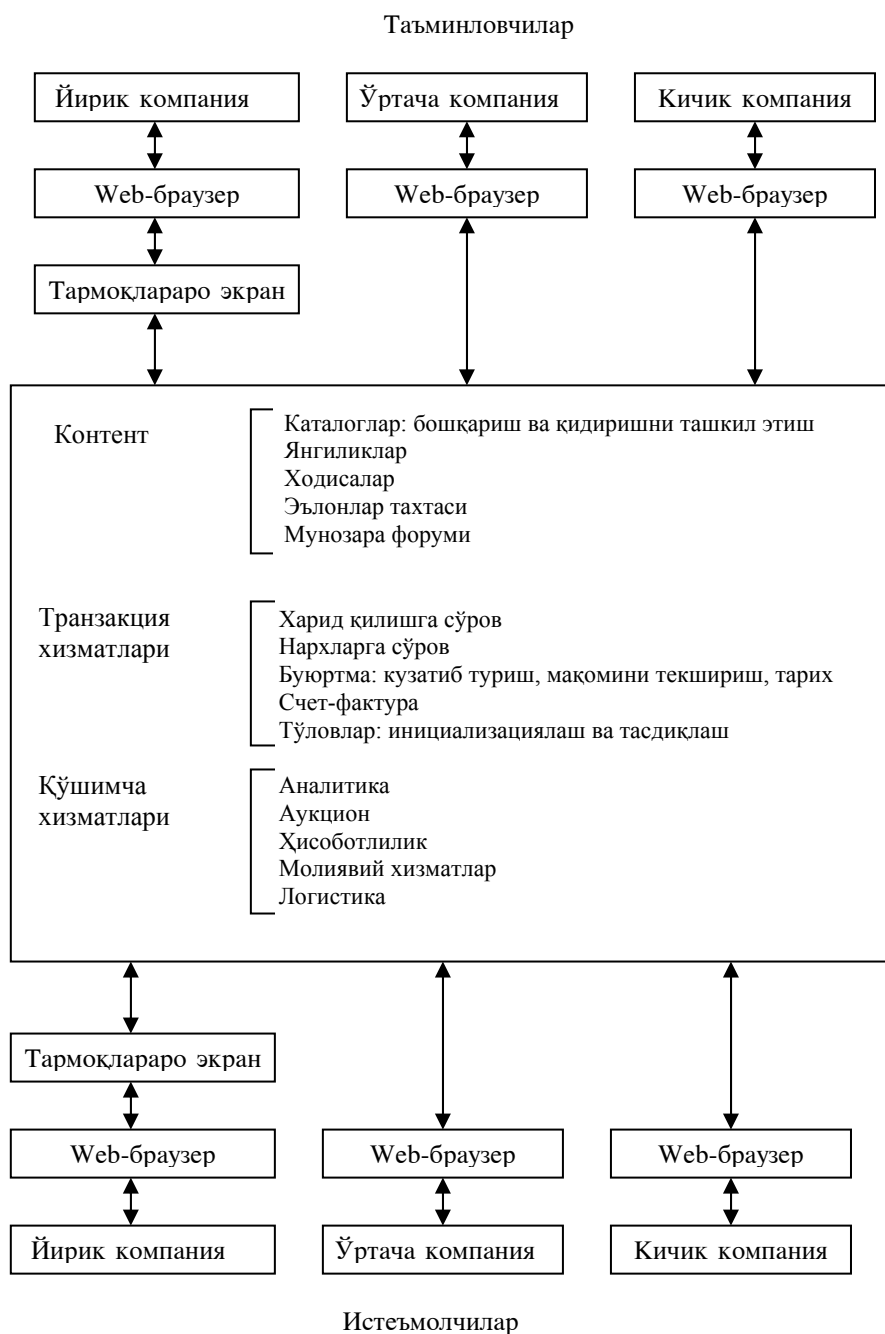 Таъминловчилар
Йирик компания
Ўртача компания
Кичик компания
Web-браузер
Web-браузер
Web-браузер
Тармоқлараро экран
Контент
Каталоглар: бошқариш ва қидиришни ташкил этиш
Янгиликлар
Ходисалар
Эълонлар тахтаси
Мунозара форуми
Транзакция
хизматлари
Харид қилишга сўров
Нархларга сўров
Буюртма: кузатиб туриш, мақомини текшириш, тарих
Счет-фактура
Тўловлар: инициализациялаш ва тасдиқлаш
Қўшимча
хизматлари
Аналитика
Аукцион
Ҳисоботлилик
Молиявий хизматлар
Логистика
Тармоқлараро экран
Web-браузер
Web-браузер
Web-браузер
Йирик компания
Ўртача компания
Кичик компания
Истеъмолчилар